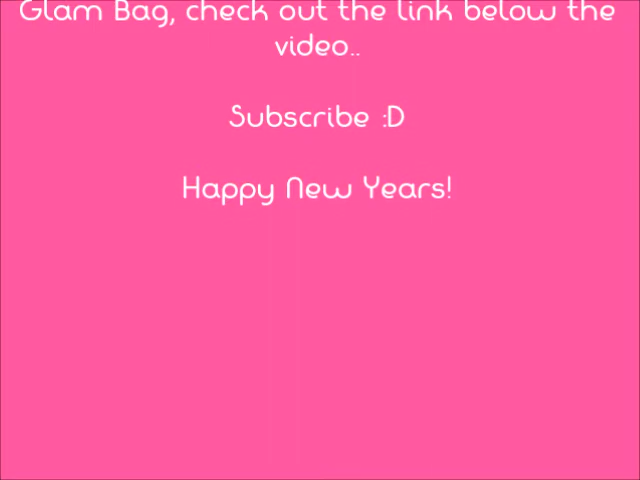 Glam Bag, check out the link below the
video..
Subscribe :D
Happy New Years!